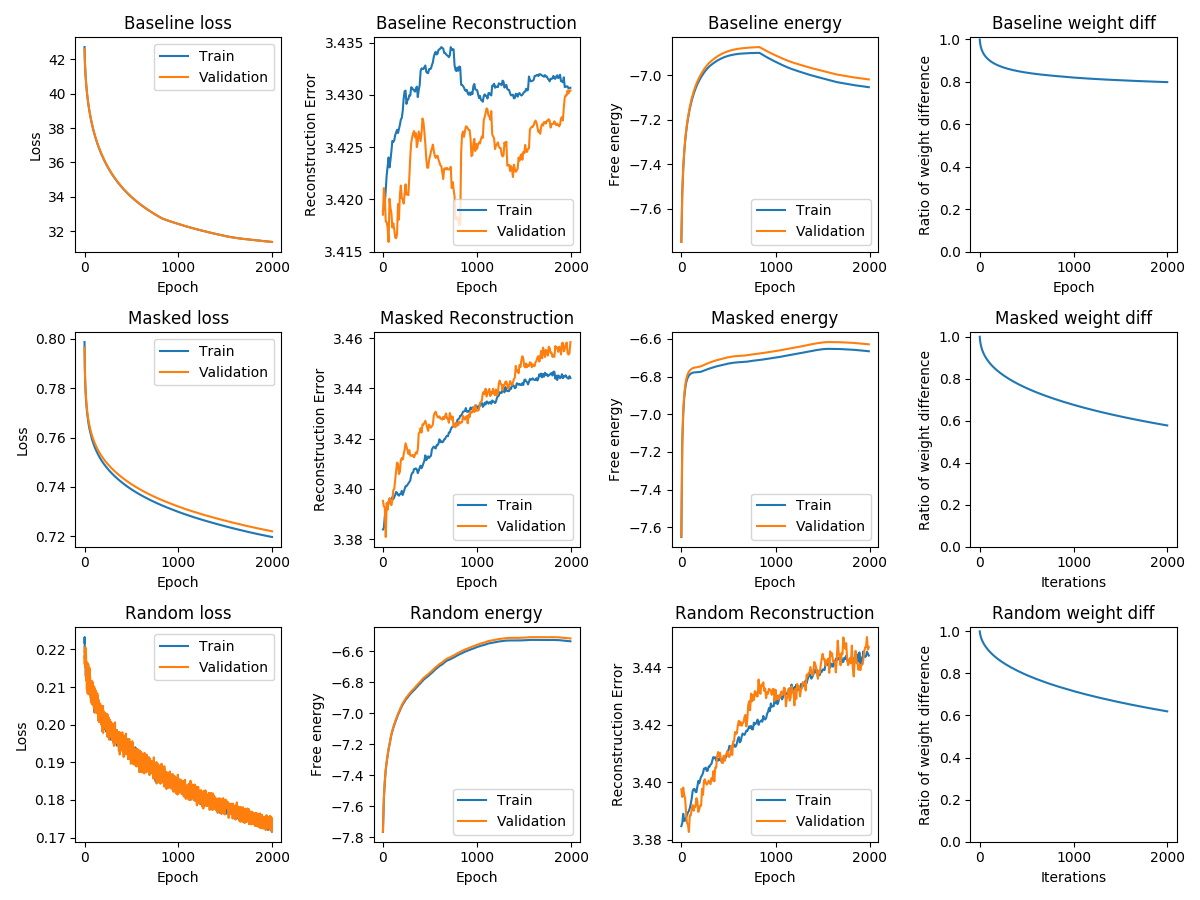 Baseline loss
42
40
38
36
34
32
Loss
Train
Validation
0 1000 2000
Epoch
Baseline Reconstruction
3.435
3.430
3.425
3.420
3.415
Reconstruction Error
Train
Validation
0 1000 2000
Epoch
Baseline energy
−7.0
−7.2
−7.4
−7.6
Free energy
Train
Validation
0 1000 2000
Epoch
Baseline weight diff
1.0
0.8
0.6
0.4
0.2
0.0
Ratio of weight difference
0 1000 2000
Epoch
Masked loss
0.80
0.78
0.76
0.74
0.72
Loss
Train
Validation
0 1000 2000
Epoch
Masked Reconstruction
3.46
3.44
3.42
3.40
3.38
Reconstruction Error
Train
Validation
0 1000 2000
Epoch
Masked energy
−6.6
−6.8
−7.0
−7.2
−7.4
−7.6
Free energy
Train
Validation
0 1000 2000
Epoch
Masked weight diff
1.0
0.8
0.6
0.4
0.2
0.0
Ratio of weight difference
0 1000 2000
Iterations
Random loss
0.22
0.21
0.20
0.19
0.18
0.17
Loss
Train
Validation
0 1000 2000
Epoch
Random energy
−6.6
−6.8
−7.0
−7.2
−7.4
−7.6
−7.8
Free energy
Train
Validation
0 1000 2000
Epoch
Random Reconstruction
3.44
3.42
3.40
3.38
Reconstruction Error
Train
Validation
0 1000 2000
Epoch
Random weight diff
1.0
0.8
0.6
0.4
0.2
0.0
Ratio of weight difference
0 1000 2000
Iterations